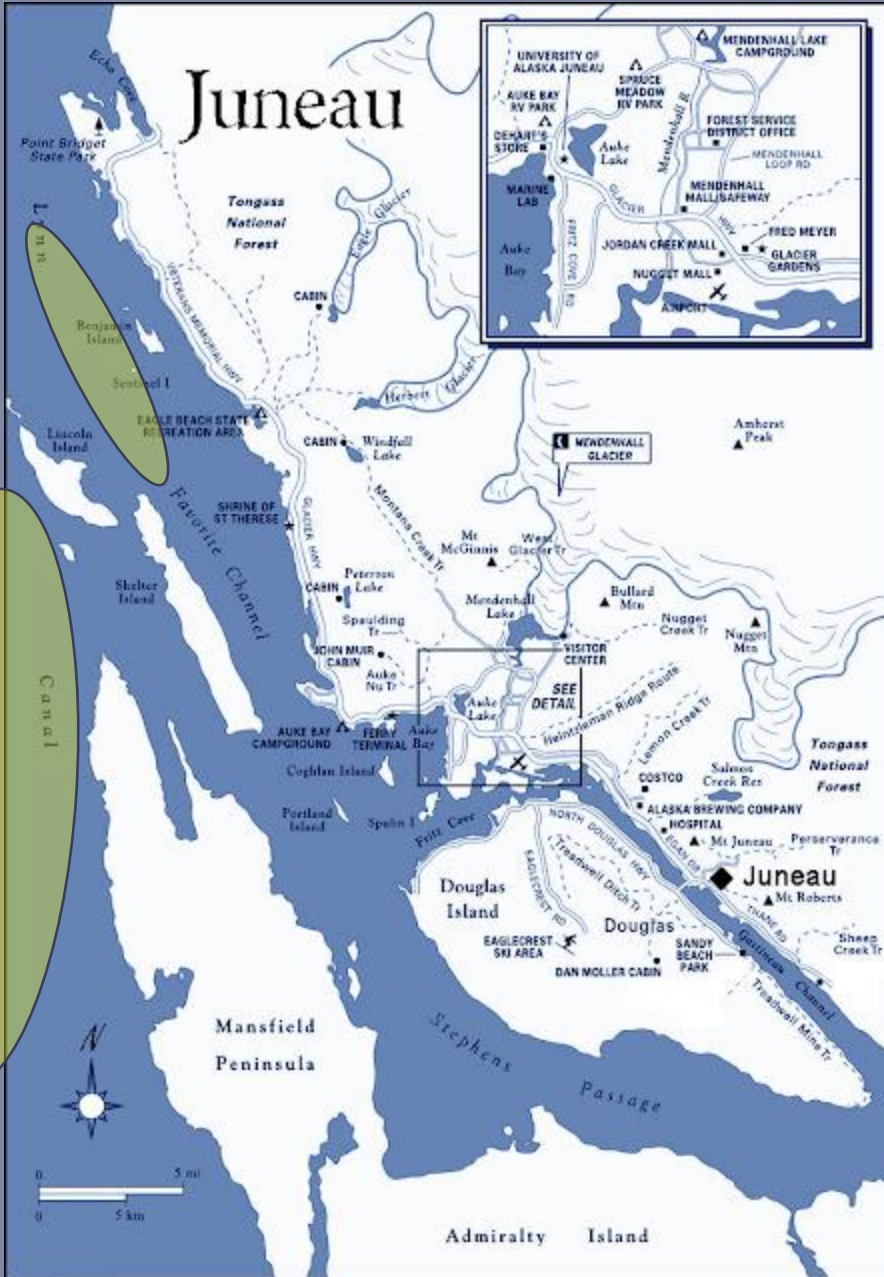 Juneau
Echo Cove
Point Bridget
State Park
Lynn
Canal
Tongass
National
Forest
Eagle Glacier
VETERANS MEMORIAL HWY
CABIN
Benjamin
Island
Sentinel I
Herbert Glacier
EAGLE BEACH STATE
RECREATION AREA
Lincoln
Island
CABIN
Windfall
Lake
MENDENHALL
GLACIER
Amherst
Peak
Favorite Channel
SHRINE OF
ST THERESE
GLACIER HWY
Montana Creek Tr
Mt
McGinnis
West
Glacier Tr
Shelter
Island
CABIN
Peterson
Lake
Mendenhall
Lake
Bullard
Mtn
Spaulding
Tr
Nugget
Creek Tr
Nugget
Mtn
JOHN MUIR
CABIN
VISITOR
CENTER
Auke
Nu Tr
SEE
DETAIL
Auke
Lake
Heintzleman Ridge Route
Lemon Creek Tr
AUKE BAY
CAMPGROUND
FERRY
TERMINAL
Auke
Bay
Tongass
National
Forest
Coghlan Island
COSTCO
Salmon
Creek Res
Portland
Island
Spuhn I
Fritz Cove
ALASKA BREWING COMPANY
HOSPITAL
NORTH DOUGLAS HWY
EGAN DR
Mt Juneau
Perserverance
Tr
Treadwell Ditch Tr
EAGLECREST RD
Juneau
Douglas
Island
Mt Roberts
THANE RD
Douglas
EAGLECREST
SKI AREA
SANDY
BEACH
PARK
Sheep
Creek Tr
DAN MOLLER CABIN
Gastineau Channel
Treadwell Mine Tr
Mansfield
Peninsula
Stephens Passage
N
0 5 mi
0 5 km
Admiralty Island
MENDENHALL LAKE
CAMPGROUND
UNIVERSITY OF
ALASKA JUNEAU
SPRUCE
MEADOW
RV PARK
AUKE BAY
RV PARK
Mendenhall R
FOREST SERVICE
DISTRICT OFFICE
DEHART'S
STORE
Auke
Lake
MENDENHALL
LOOP RD
MARINE
LAB
GLACIER HWY
MENDENHALL
MALL/SAFEWAY
FRITZ COVE RD
Auke
Bay
JORDAN CREEK MALL
FRED MEYER
GLACIER
GARDENS
NUGGET MALL
AIRPORT